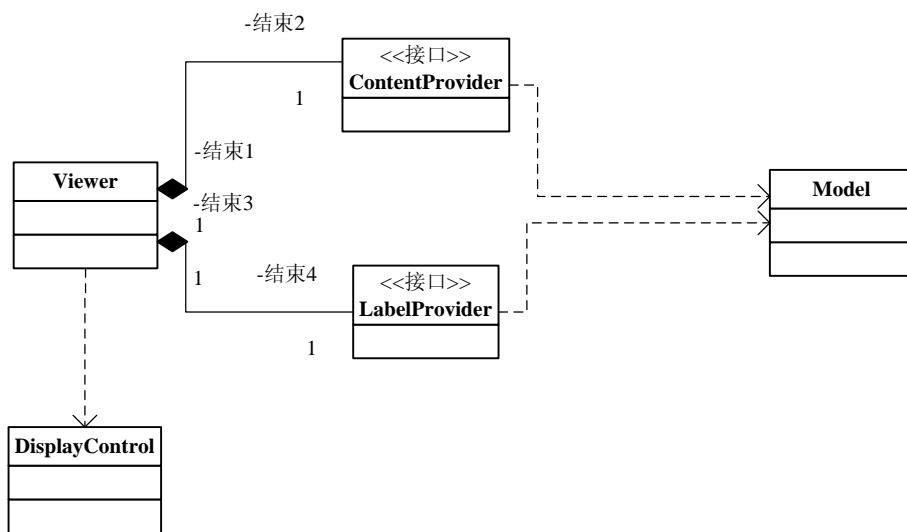 -结束2
<<接口>>
ContentProvider
1
-结束1
Viewer
-结束3
1
Model
1
-结束4
<<接口>>
LabelProvider
1
DisplayControl